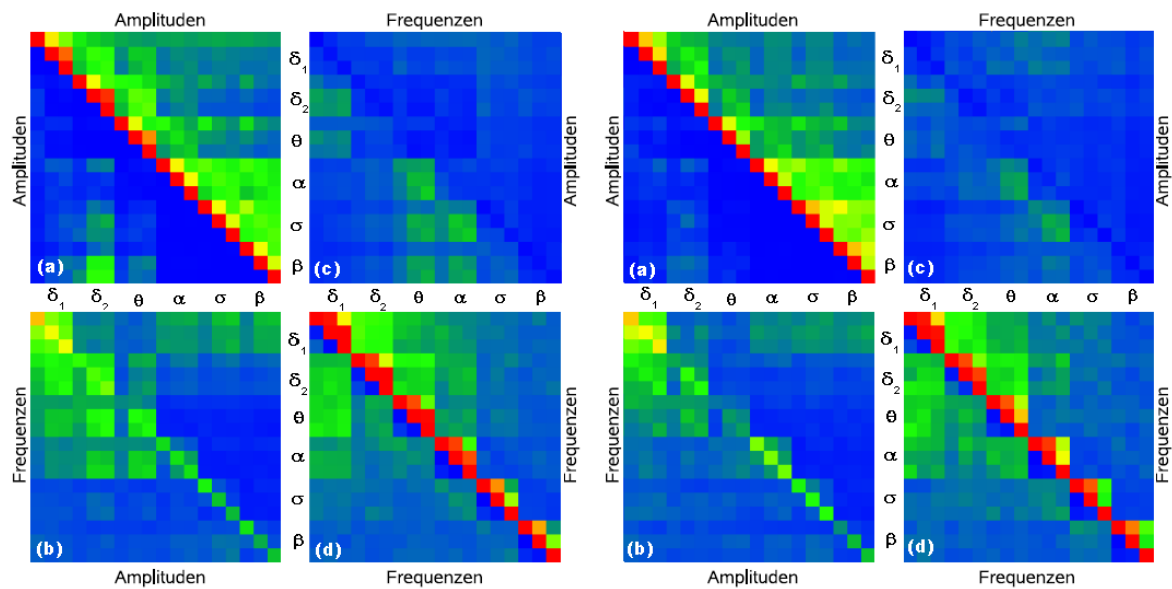 Amplituden Frequenzen Amplituden Frequenzen
Amplituden
δ₁
δ₂
θ
α
σ
β
Amplituden
Amplituden
δ₁
δ₂
θ
α
σ
β
Amplituden
(a) (c) (a) (c)
δ₁ δ₂ θ α σ β δ₁ δ₂ θ α σ β δ₁ δ₂ θ α σ β δ₁ δ₂ θ α σ β
Frequenzen
δ₁
δ₂
θ
α
σ
β
Frequenzen
Frequenzen
δ₁
δ₂
θ
α
σ
β
Frequenzen
(b) (d) (b) (d)
Amplituden Frequenzen Amplituden Frequenzen